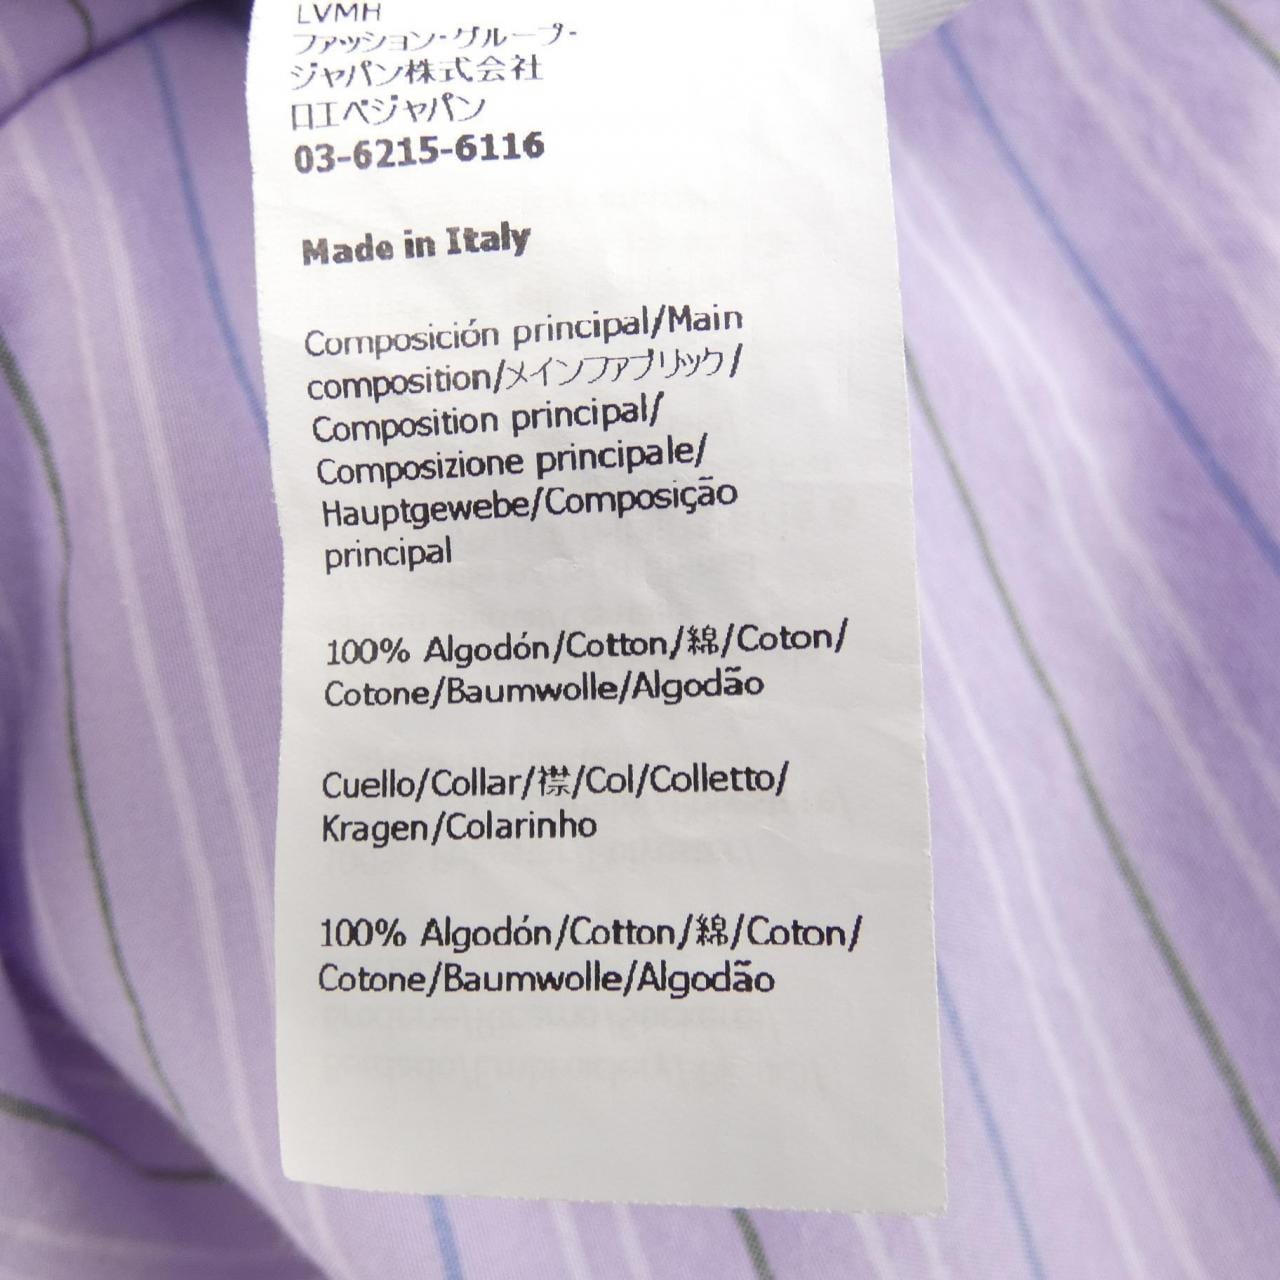 LVMH
ファッション・グループ・
ジャパン株式会社
ロエベジャパン
03-6215-6116
Made in Italy
Composición principal/Main
composition/メインファブリック/
Composition principal/
Composizione principale/
Hauptgewebe/Composição
principal
100% Algodón/Cotton/綿/Coton/
Cotone/Baumwolle/Algodão
Cuello/Collar/襟/Col/Colletto/
Kragen/Colarinho
100% Algodón/Cotton/綿/Coton/
Cotone/Baumwolle/Algodão